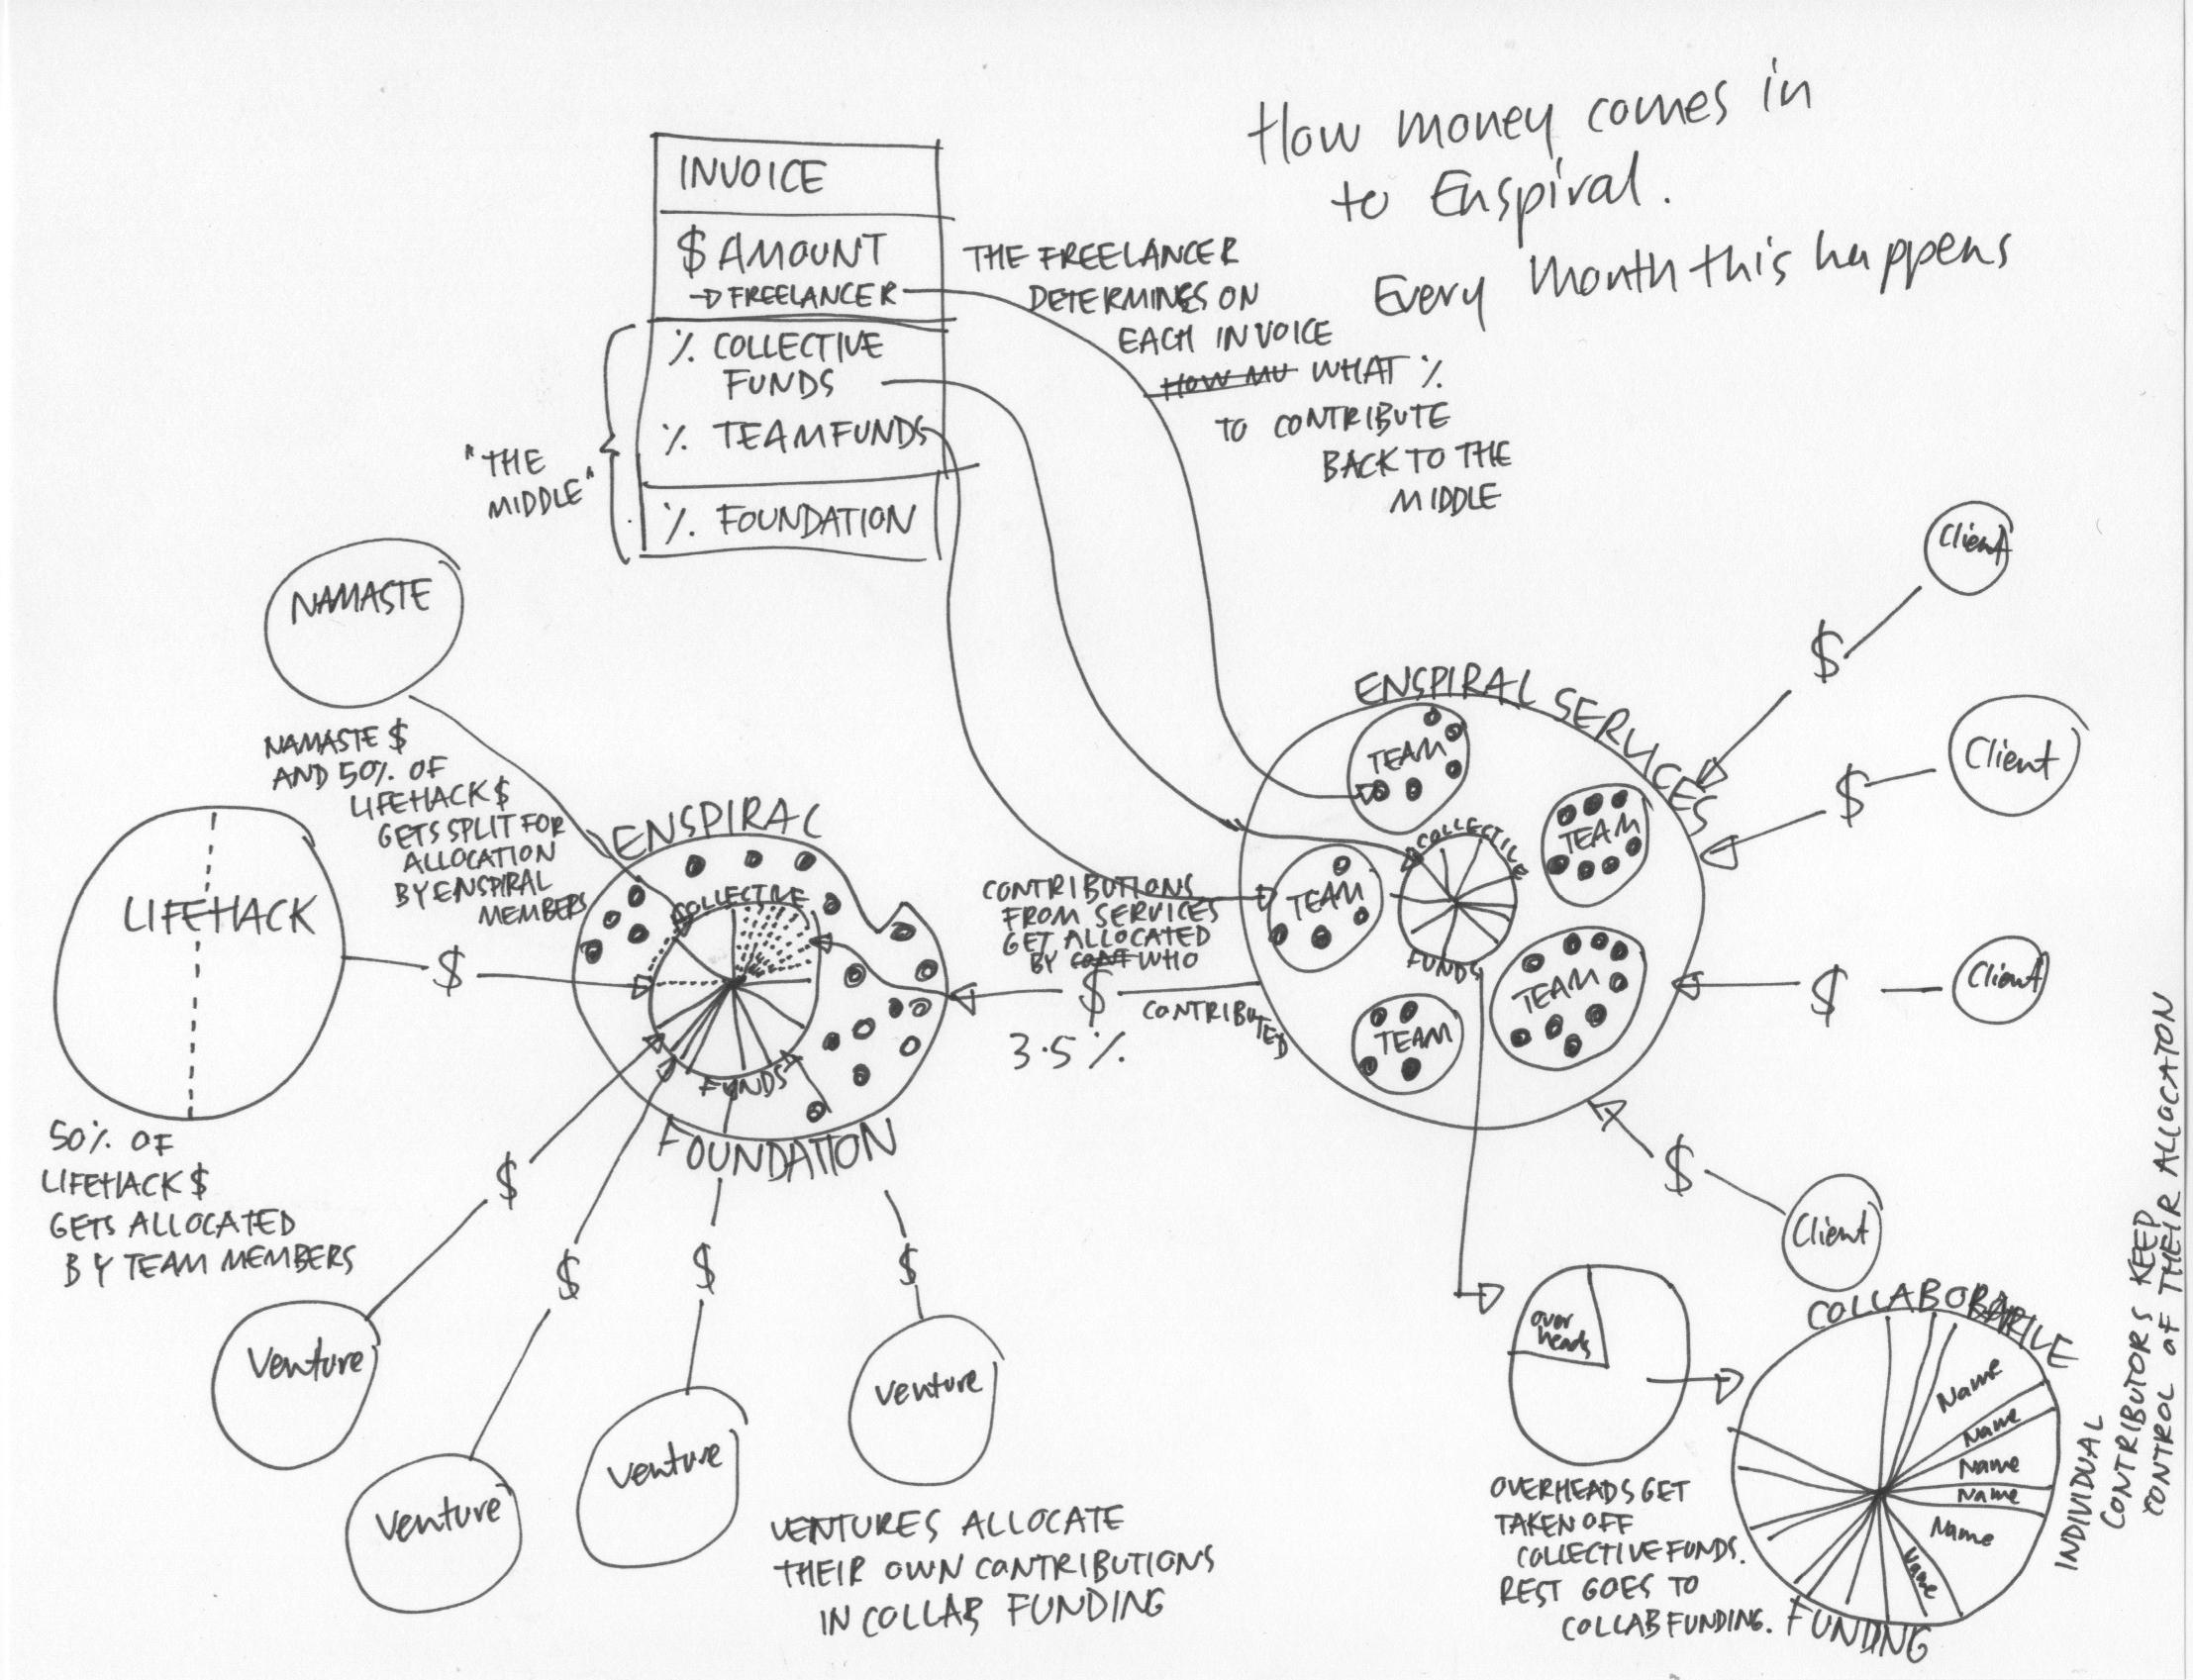 How money comes in
to Enspiral.
Every month this happens
INVOICE
$ AMOUNT
→ FREELANCER
% COLLECTIVE
FUNDS
% TEAM FUNDS
% FOUNDATION
"THE
MIDDLE"
THE FREELANCER
DETERMINES ON
EACH INVOICE
HOW MU WHAT %
TO CONTRIBUTE
BACK TO THE
MIDDLE
NAMASTE
NAMASTE $
AND 50% OF
LIFEHACK $
GETS SPLIT FOR
ALLOCATION
BY ENSPIRAL
MEMBERS
LIFEHACK
$
50% OF
LIFEHACK $
GETS ALLOCATED
BY TEAM MEMBERS
ENSPIRAL
COLLECTIVE
FUNDS
FOUNDATION
CONTRIBUTIONS
FROM SERVICES
GET ALLOCATED
BY WHO
$ CONTRIBUTED
3.5%
ENSPIRAL SERVICES
TEAM
TEAM
TEAM
TEAM
TEAM
COLLECTIVE
FUNDS
Client
$
Client
$
Client
$
Client
$
$
$
$
$
Venture
Venture
Venture
Venture
VENTURES ALLOCATE
THEIR OWN CONTRIBUTIONS
IN COLLAB FUNDING
over
heads
OVERHEADS GET
TAKEN OFF
COLLECTIVE FUNDS.
REST GOES TO
COLLAB FUNDING.
Name
Name
Name
Name
Name
Name
FUNDING
INDIVIDUAL
CONTRIBUTORS KEEP
CONTROL OF THEIR ALLOCATON